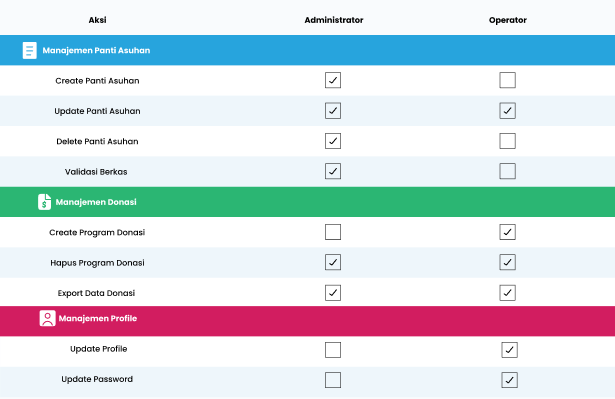 Aksi Administrator Operator
Manajemen Panti Asuhan
Create Panti Asuhan
Update Panti Asuhan
Delete Panti Asuhan
Validasi Berkas
Manajemen Donasi
Create Program Donasi
Hapus Program Donasi
Export Data Donasi
Manajemen Profile
Update Profile
Update Password